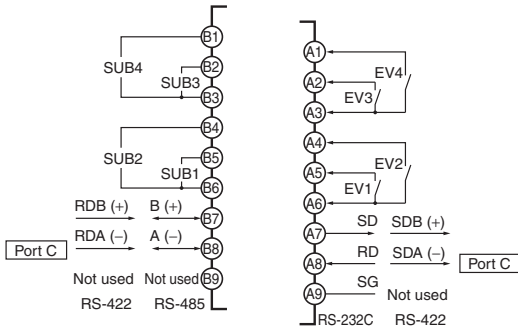 B1
B2
SUB4
SUB3
B3
B4
SUB2
B5
SUB1
B6
RDB (+) B (+) B7
Port C RDA (−) A (−) B8
Not used Not used B9
RS-422 RS-485
A1
A2
EV4
EV3
A3
A4
EV2
A5
EV1
A6
A7 SD SDB (+)
A8 RD SDA (−) Port C
A9 SG Not used
RS-232C RS-422